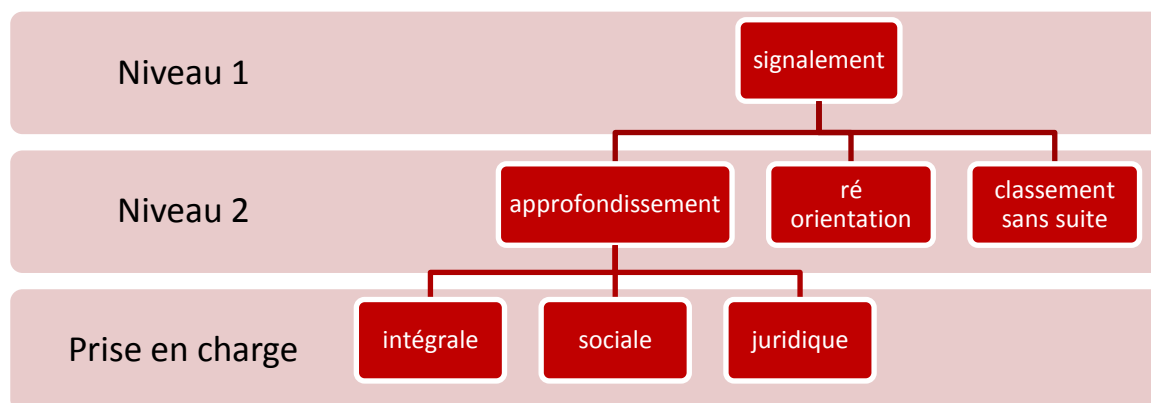 Niveau 1
signalement
Niveau 2
approfondissement
ré
orientation
classement
sans suite
Prise en charge
intégrale
sociale
juridique